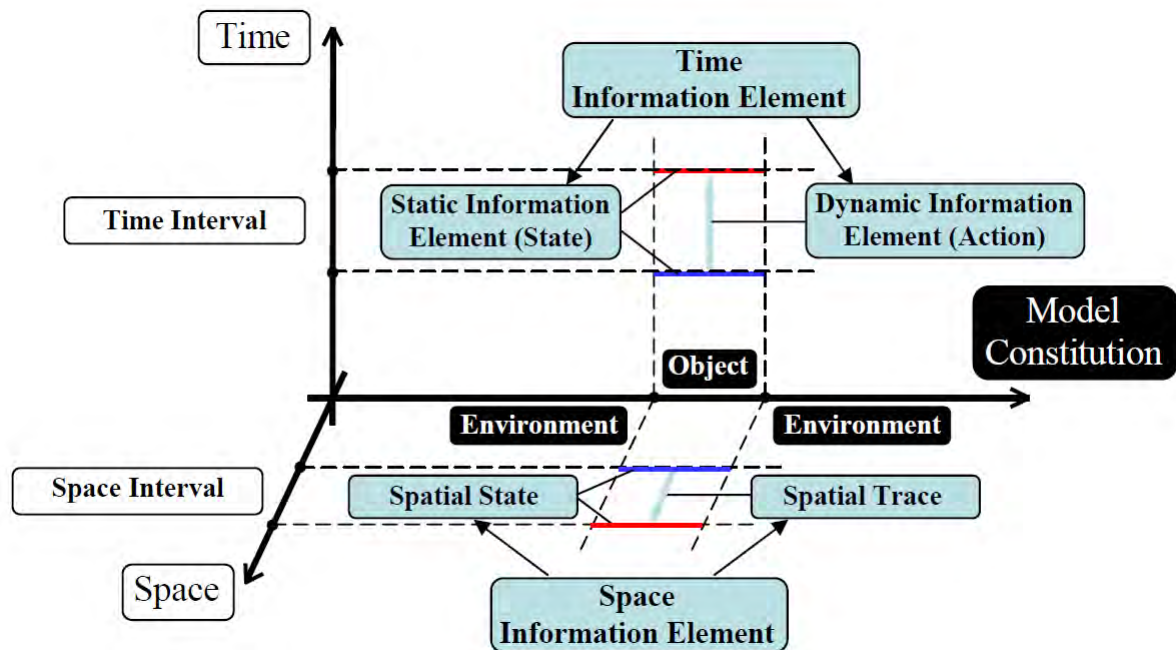 Time
Time
Information Element
Static Information
Element (State)
Dynamic Information
Element (Action)
Time Interval
Model
Constitution
Object
Environment
Environment
Space Interval
Spatial State
Spatial Trace
Space
Space
Information Element